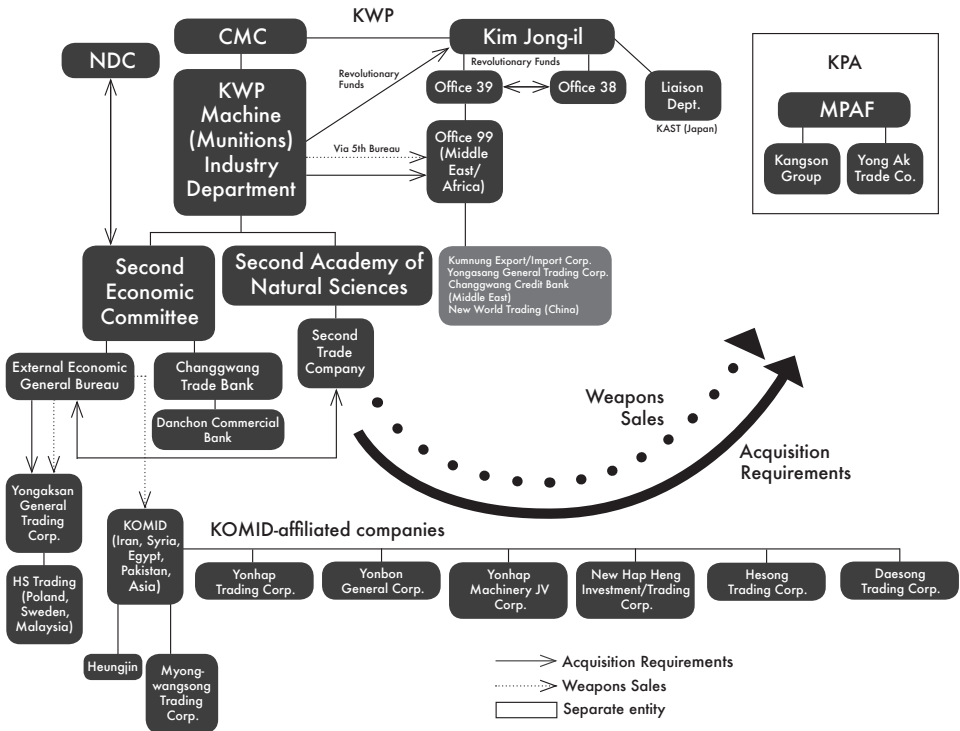 KWP
CMC
Kim Jong-il
NDC
Revolutionary
Funds
Revolutionary Funds
Office 39
Office 38
Liaison
Dept.
KAST (Japan)
KPA
MPAF
Kangson
Group
Yong Ak
Trade Co.
KWP
Machine
(Munitions)
Industry
Department
Via 5th Bureau
Office 99
(Middle
East/
Africa)
Second
Economic
Committee
Second Academy of
Natural Sciences
Kumnung Export/Import Corp.
Yongasang General Trading Corp.
Changgwang Credit Bank
(Middle East)
New World Trading (China)
Second
Trade
Company
External Economic
General Bureau
Changgwang
Trade Bank
Danchon Commercial
Bank
Weapons
Sales
Acquisition
Requirements
Yongaksan
General
Trading
Corp.
HS Trading
(Poland,
Sweden,
Malaysia)
KOMID
(Iran, Syria,
Egypt,
Pakistan,
Asia)
KOMID-affiliated companies
Yonhap
Trading Corp.
Yonbon
General Corp.
Yonhap
Machinery JV
Corp.
New Hap Heng
Investment/Trading
Corp.
Hesong
Trading Corp.
Daesong
Trading Corp.
Heungjin
Myong-
wangsong
Trading
Corp.
Acquisition Requirements
Weapons Sales
Separate entity